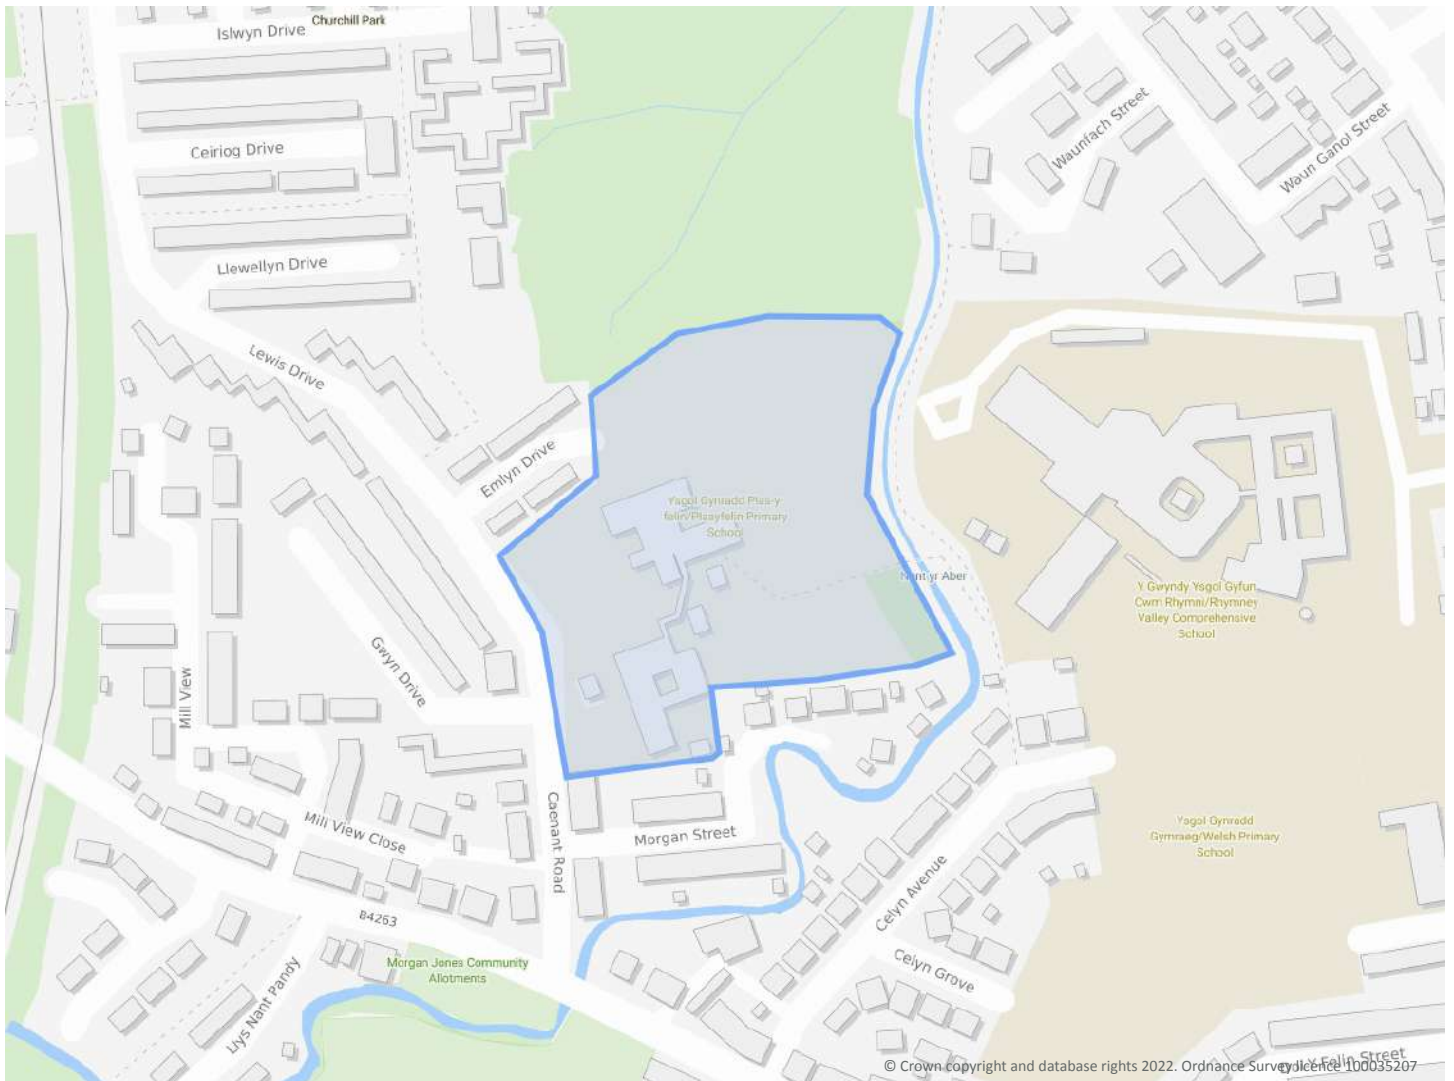 Churchill Park
Islwyn Drive
Ceiriog Drive
Llewellyn Drive
Lewis Drive
Emlyn Drive
Gwyn Drive
Mill View
Mill View Close
Caenant Road
Morgan Street
B4263
Llys Nant Pandy
Morgan Jones Community
Allotments
Celyn Avenue
Celyn Grove
Waunfach Street
Waun Ganol Street
Ysgol Gynradd Plas-y
felin/Plasyfelin Primary
School
Nant yr Aber
Y Gwyndy Ysgol Gyfun
Cwm Rhymni/Rhymney
Valley Comprehensive
School
Ysgol Gynradd
Gymraeg/Welsh Primary
School
Y Felin Street
© Crown copyright and database rights 2022. Ordnance Survey licence 100035207